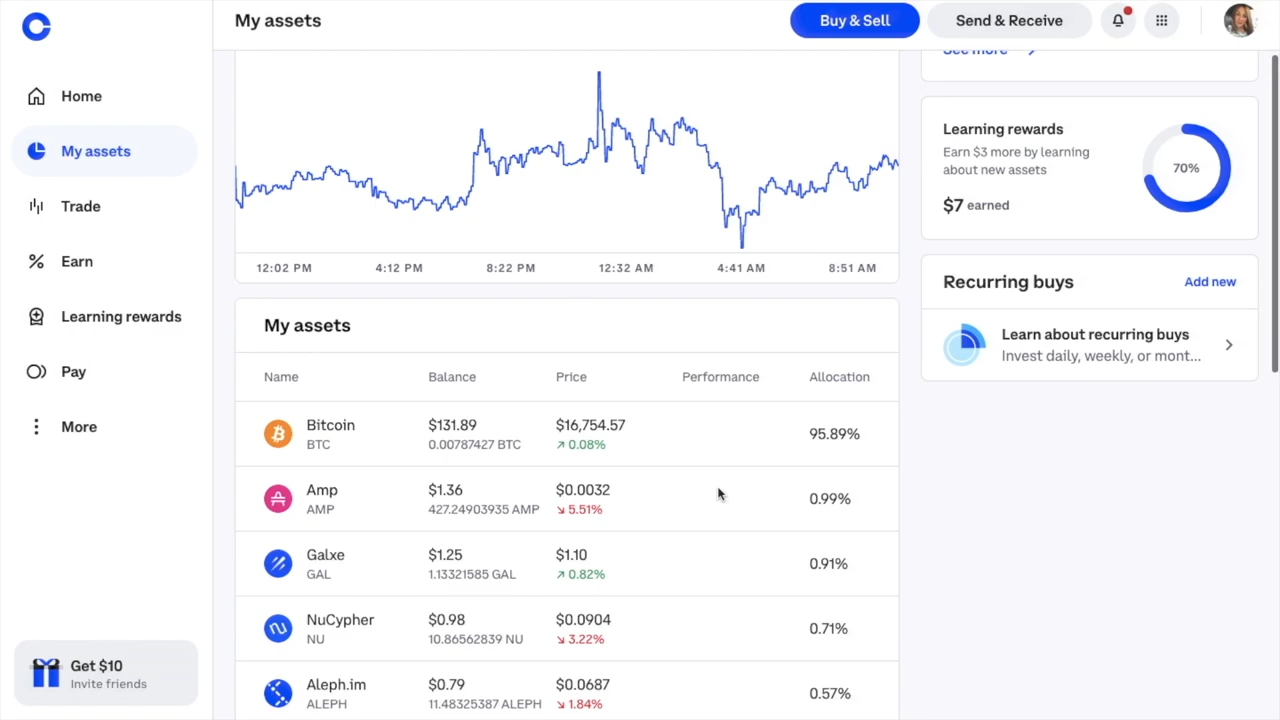 My assets
Buy & Sell
Send & Receive
Home
My assets
Trade
Earn
Learning rewards
Pay
More
Get $10
Invite friends
12:02 PM 4:12 PM 8:22 PM 12:32 AM 4:41 AM 8:51 AM
My assets
Name Balance Price Performance Allocation
Bitcoin $131.89 $16,754.57 95.89%
BTC 0.00787427 BTC ↗ 0.08%
Amp $1.36 $0.0032 0.99%
AMP 427.24903935 AMP ↘ 5.51%
Galxe $1.25 $1.10 0.91%
GAL 1.13321585 GAL ↗ 0.82%
NuCypher $0.98 $0.0904 0.71%
NU 10.86562839 NU ↘ 3.22%
Aleph.im $0.79 $0.0687 0.57%
ALEPH 11.48325387 ALEPH ↘ 1.84%
See more
Learning rewards
Earn $3 more by learning
about new assets
$7 earned
70%
Recurring buys Add new
Learn about recurring buys
Invest daily, weekly, or mont...